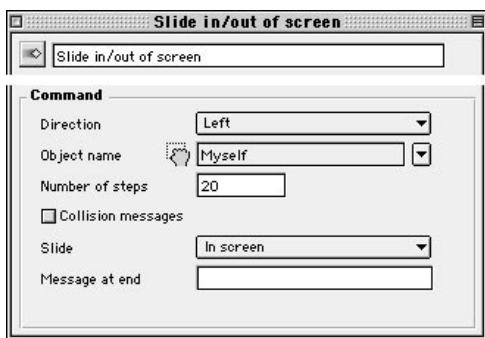 Slide in/out of screen
Slide in/out of screen
Command
Direction Left
Object name Myself
Number of steps 20
Collision messages
Slide In screen
Message at end